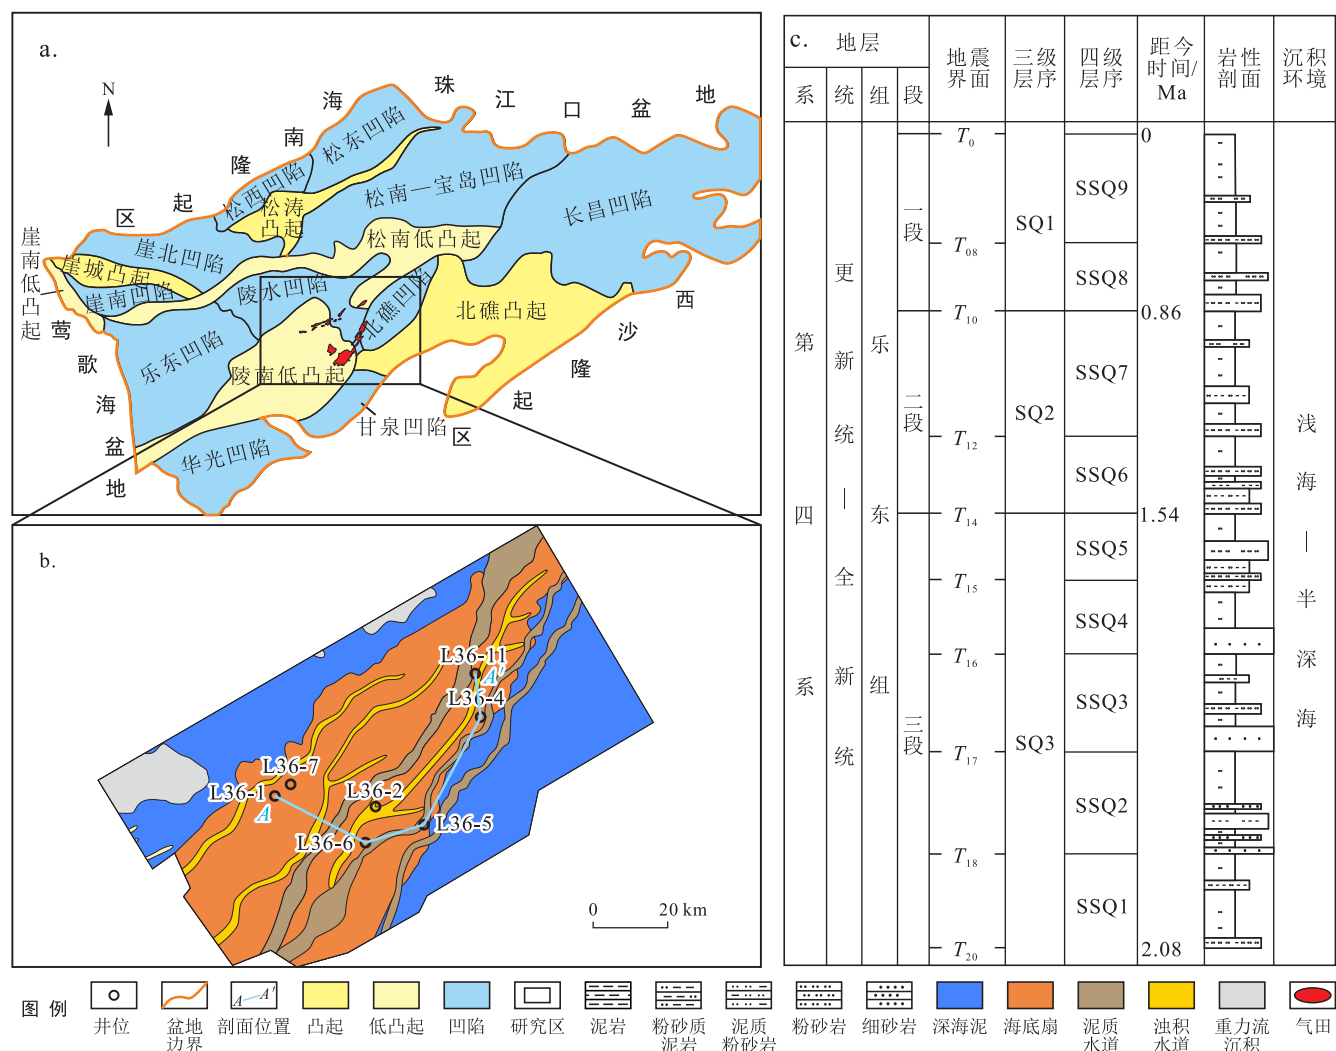 a.
N
珠江口盆地
海南隆起区
松东凹陷
松西凹陷
松涛
凸起
松南—宝岛凹陷
长昌凹陷
松南低凸起
崖北凹陷
崖城凸起
崖南凹陷
崖南低凸起
陵水凹陷
北礁凹陷
北礁凸起
乐东凹陷
陵南低凸起
甘泉凹陷
华光凹陷
莺歌海盆地
西沙隆起区
b.
L36-11
A'
L36-4
L36-7
L36-1
A
L36-2
L36-6
L36-5
0
20 km
c.
地层
系
统
组
段
地震
界面
三级
层序
四级
层序
距今
时间/
Ma
岩性
剖面
沉积
环境
第四系
更新统—全新统
乐东组
一段
二段
三段
T0
T08
T10
T12
T14
T15
T16
T17
T18
T20
SQ1
SQ2
SQ3
SSQ9
SSQ8
SSQ7
SSQ6
SSQ5
SSQ4
SSQ3
SSQ2
SSQ1
0
0.86
1.54
2.08
浅海—半深海
图 例
井位
盆地
边界
A A'
剖面位置
凸起
低凸起
凹陷
研究区
泥岩
粉砂质
泥岩
泥质
粉砂岩
粉砂岩
细砂岩
深海泥
海底扇
泥质
水道
浊积
水道
重力流
沉积
气田